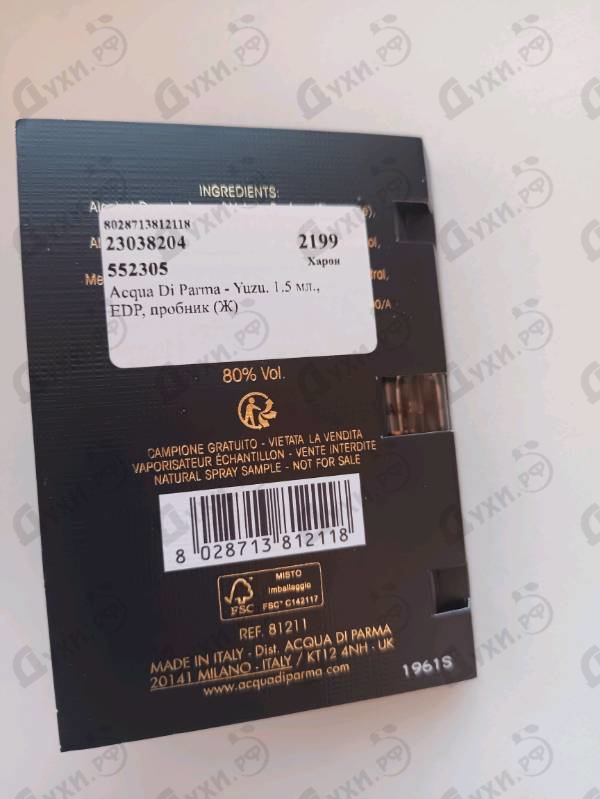 INGREDIENTS:
8028713812118
23038204 2199
552305 Харон
Acqua Di Parma - Yuzu. 1.5 мл.,
EDP, пробник (Ж)
80% Vol.
CAMPIONE GRATUITO - VIETATA LA VENDITA
VAPORISATEUR ÉCHANTILLON - VENTE INTERDITE
NATURAL SPRAY SAMPLE - NOT FOR SALE
8 028713 812118
FSC
MISTO
Imballaggio
FSC® C142117
REF. 81211
MADE IN ITALY - Dist. ACQUA DI PARMA
20141 MILANO - ITALY / KT12 4NH - UK
www.acquadiparma.com
1961S
ДУХИ.РФ